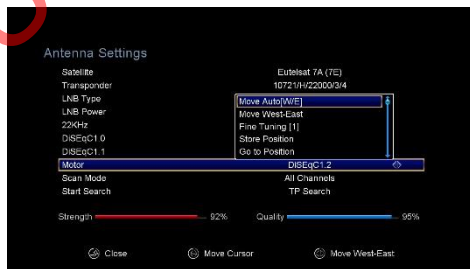 Antenna Settings
Satellite Eutelsat 7A (7E)
Transponder 10721/H/22000/3/4
LNB Type Move Auto[W/E]
LNB Power Move West-East
22KHz Fine Tuning [1]
DiSEqC1.0 Store Position
DiSEqC1.1 Go to Position
Motor DiSEqC1.2
Scan Mode All Channels
Start Search TP Search
Strength 92% Quality 95%
Close Move Cursor Move West-East